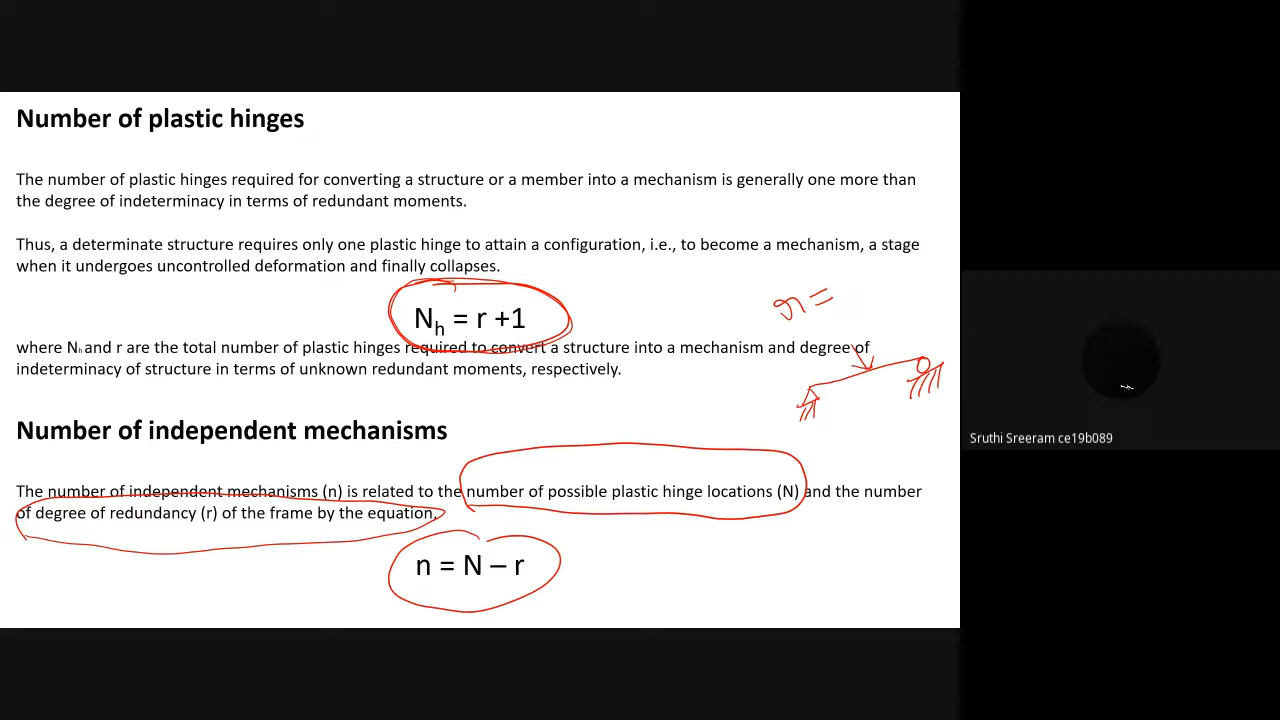 Number of plastic hinges
The number of plastic hinges required for converting a structure or a member into a mechanism is generally one more than
the degree of indeterminacy in terms of redundant moments.
Thus, a determinate structure requires only one plastic hinge to attain a configuration, i.e., to become a mechanism, a stage
when it undergoes uncontrolled deformation and finally collapses.
Nh = r +1
r =
where Nh and r are the total number of plastic hinges required to convert a structure into a mechanism and degree of
indeterminacy of structure in terms of unknown redundant moments, respectively.
Number of independent mechanisms
The number of independent mechanisms (n) is related to the number of possible plastic hinge locations (N) and the number
of degree of redundancy (r) of the frame by the equation.
n = N – r
Sruthi Sreeram ce19b089